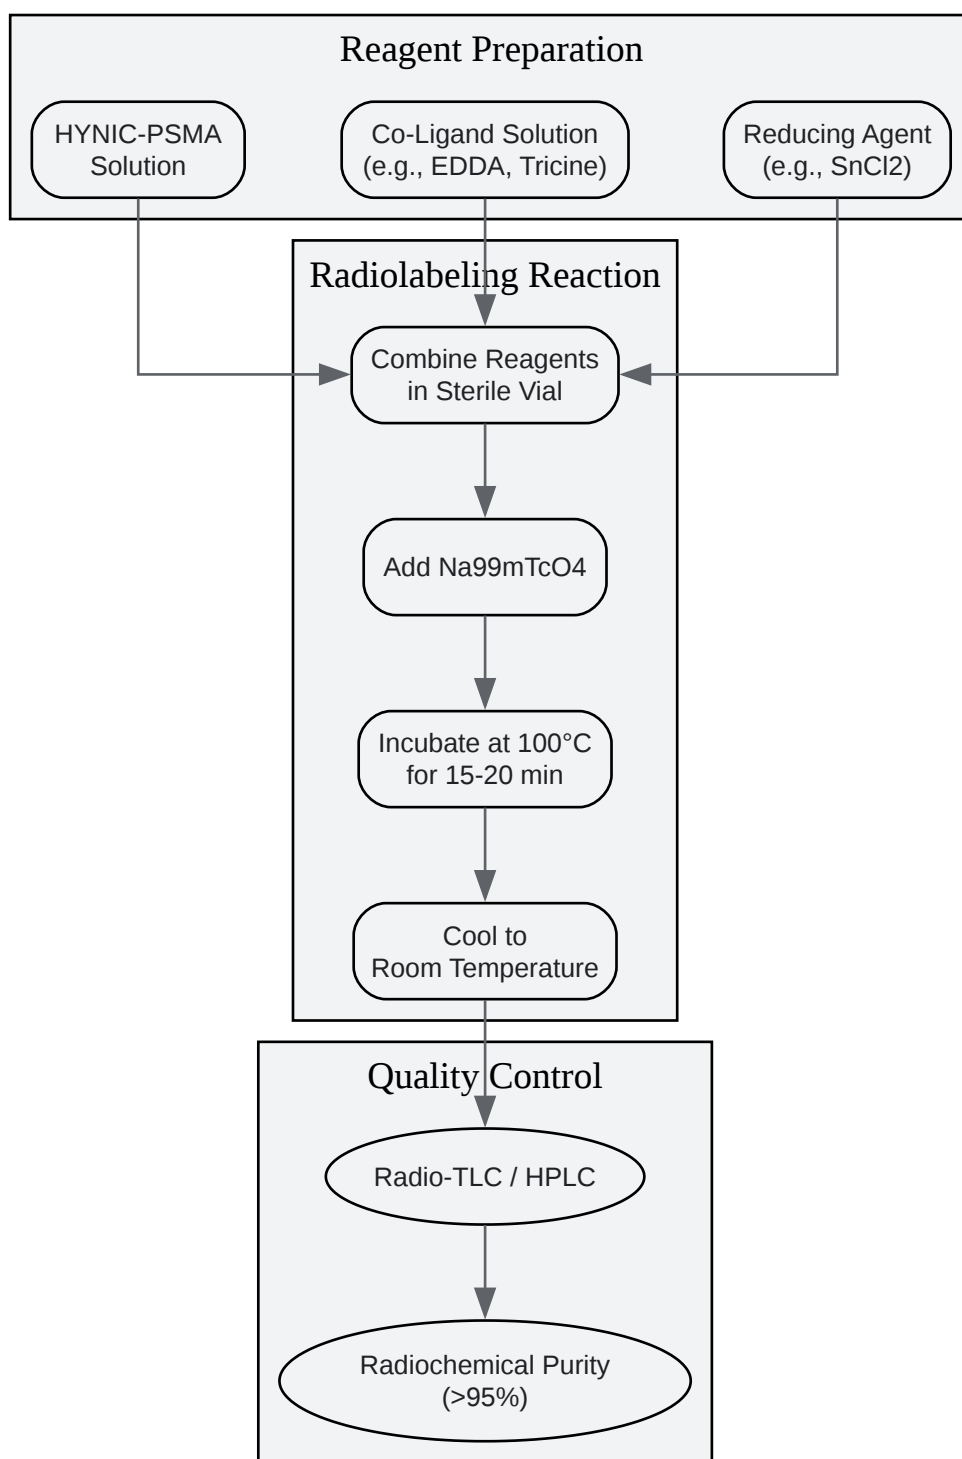 Reagent Preparation
HYNIC-PSMA
Solution
Co-Ligand Solution
(e.g., EDDA, Tricine)
Reducing Agent
(e.g., SnCl2)
Radiolabeling Reaction
Combine Reagents
in Sterile Vial
Add Na99mTcO4
Incubate at 100°C
for 15-20 min
Cool to
Room Temperature
Quality Control
Radio-TLC / HPLC
Radiochemical Purity
(>95%)